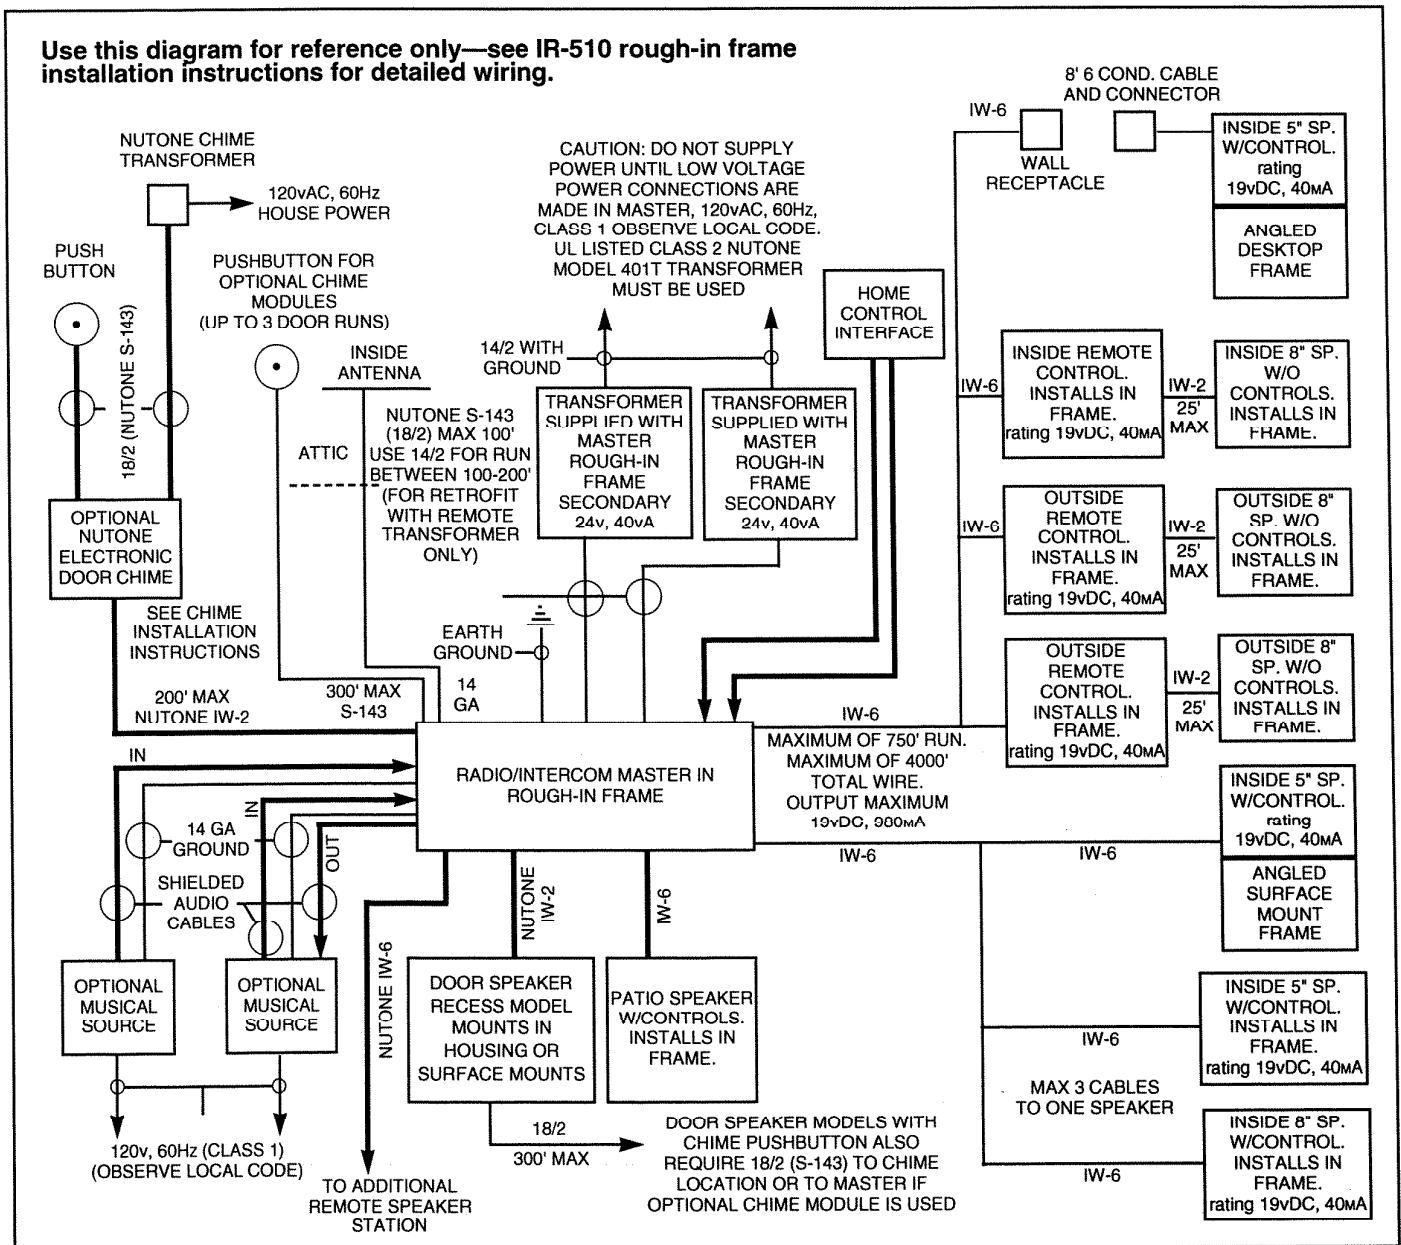 Use this diagram for reference only—see IR-510 rough-in frame
installation instructions for detailed wiring.
NUTONE CHIME
TRANSFORMER
120vAC, 60Hz
HOUSE POWER
PUSH
BUTTON
18/2 (NUTONE S-143)
PUSHBUTTON FOR
OPTIONAL CHIME
MODULES
(UP TO 3 DOOR RUNS)
INSIDE
ANTENNA
ATTIC
NUTONE S-143
(18/2) MAX 100'
USE 14/2 FOR RUN
BETWEEN 100-200'
(FOR RETROFIT
WITH REMOTE
TRANSFORMER
ONLY)
CAUTION: DO NOT SUPPLY
POWER UNTIL LOW VOLTAGE
POWER CONNECTIONS ARE
MADE IN MASTER, 120vAC, 60Hz,
CLASS 1 OBSERVE LOCAL CODE.
UL LISTED CLASS 2 NUTONE
MODEL 401T TRANSFORMER
MUST BE USED
14/2 WITH
GROUND
TRANSFORMER
SUPPLIED WITH
MASTER
ROUGH-IN
FRAME
SECONDARY
24v, 40vA
TRANSFORMER
SUPPLIED WITH
MASTER
ROUGH-IN
FRAME
SECONDARY
24v, 40vA
HOME
CONTROL
INTERFACE
8' 6 COND. CABLE
AND CONNECTOR
IW-6
WALL
RECEPTACLE
INSIDE 5" SP.
W/CONTROL.
rating
19vDC, 40MA
ANGLED
DESKTOP
FRAME
IW-6
INSIDE REMOTE
CONTROL.
INSTALLS IN
FRAME.
rating 19vDC, 40MA
IW-2
25'
MAX
INSIDE 8" SP.
W/O
CONTROLS.
INSTALLS IN
FRAME.
IW-6
OUTSIDE
REMOTE
CONTROL.
INSTALLS IN
FRAME.
rating 19vDC, 40MA
IW-2
25'
MAX
OUTSIDE 8"
SP. W/O
CONTROLS.
INSTALLS IN
FRAME.
OUTSIDE
REMOTE
CONTROL.
INSTALLS IN
FRAME.
rating 19vDC, 40MA
IW-2
25'
MAX
OUTSIDE 8"
SP. W/O
CONTROLS.
INSTALLS IN
FRAME.
OPTIONAL
NUTONE
ELECTRONIC
DOOR CHIME
SEE CHIME
INSTALLATION
INSTRUCTIONS
200' MAX
NUTONE IW-2
300' MAX
S-143
14
GA
EARTH
GROUND
RADIO/INTERCOM MASTER IN
ROUGH-IN FRAME
IW-6
MAXIMUM OF 750' RUN.
MAXIMUM OF 4000'
TOTAL WIRE.
OUTPUT MAXIMUM
19vDC, 980MA
IW-6
IW-6
INSIDE 5" SP.
W/CONTROL.
rating
19vDC, 40MA
ANGLED
SURFACE
MOUNT
FRAME
IN
IN
OUT
14 GA
GROUND
SHIELDED
AUDIO
CABLES
OPTIONAL
MUSICAL
SOURCE
OPTIONAL
MUSICAL
SOURCE
120v, 60Hz (CLASS 1)
(OBSERVE LOCAL CODE)
NUTONE IW-6
TO ADDITIONAL
REMOTE SPEAKER
STATION
NUTONE
IW-2
DOOR SPEAKER
RECESS MODEL
MOUNTS IN
HOUSING OR
SURFACE MOUNTS
18/2
300' MAX
IW-6
PATIO SPEAKER
W/CONTROLS.
INSTALLS IN
FRAME.
DOOR SPEAKER MODELS WITH
CHIME PUSHBUTTON ALSO
REQUIRE 18/2 (S-143) TO CHIME
LOCATION OR TO MASTER IF
OPTIONAL CHIME MODULE IS USED
IW-6
INSIDE 5" SP.
W/CONTROL.
INSTALLS IN
FRAME.
rating 19vDC, 40MA
MAX 3 CABLES
TO ONE SPEAKER
IW-6
INSIDE 8" SP.
W/CONTROL.
INSTALLS IN
FRAME.
rating 19vDC, 40MA